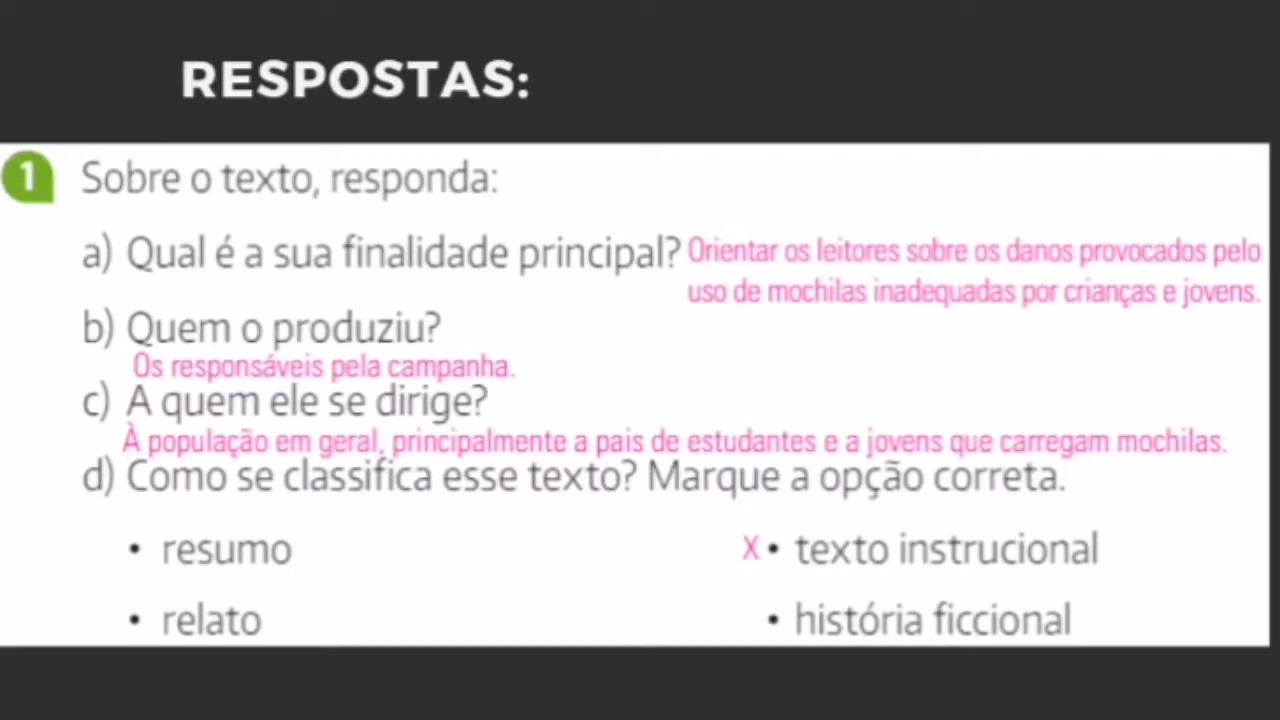 RESPOSTAS:
1 Sobre o texto, responda:
a) Qual é a sua finalidade principal? Orientar os leitores sobre os danos provocados pelo
uso de mochilas inadequadas por crianças e jovens.
b) Quem o produziu?
Os responsáveis pela campanha.
c) A quem ele se dirige?
À população em geral, principalmente a pais de estudantes e a jovens que carregam mochilas.
d) Como se classifica esse texto? Marque a opção correta.
• resumo X • texto instrucional
• relato • história ficcional